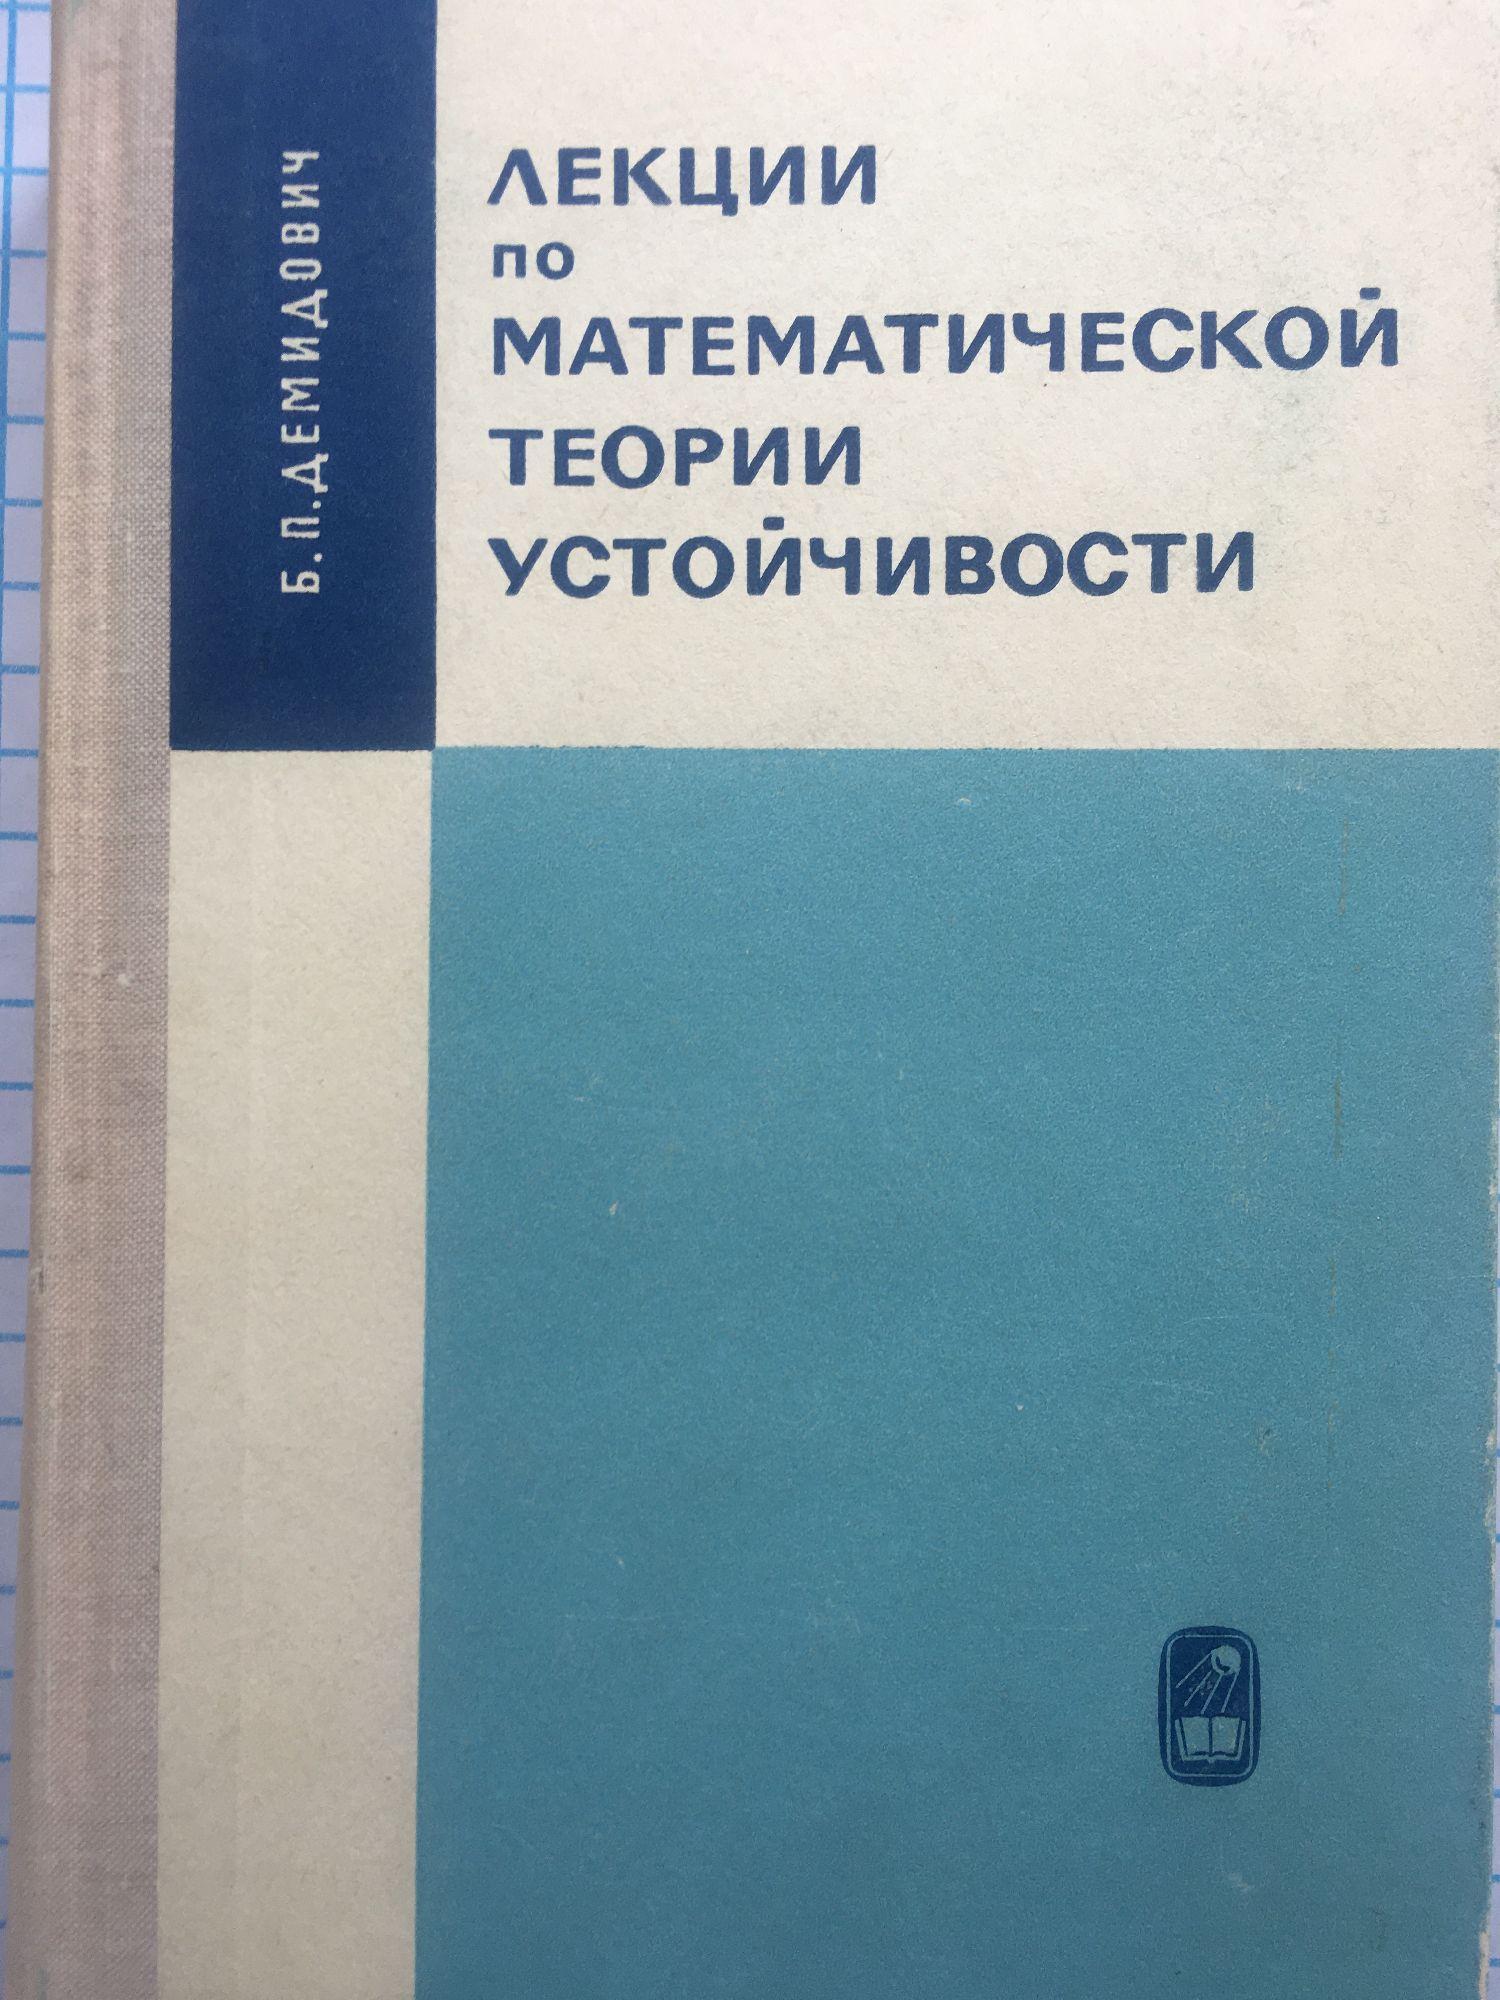 Б.П.ДЕМИДОВИЧ
ЛЕКЦИИ
ПО
МАТЕМАТИЧЕСКОЙ
ТЕОРИИ
УСТОЙЧИВОСТИ